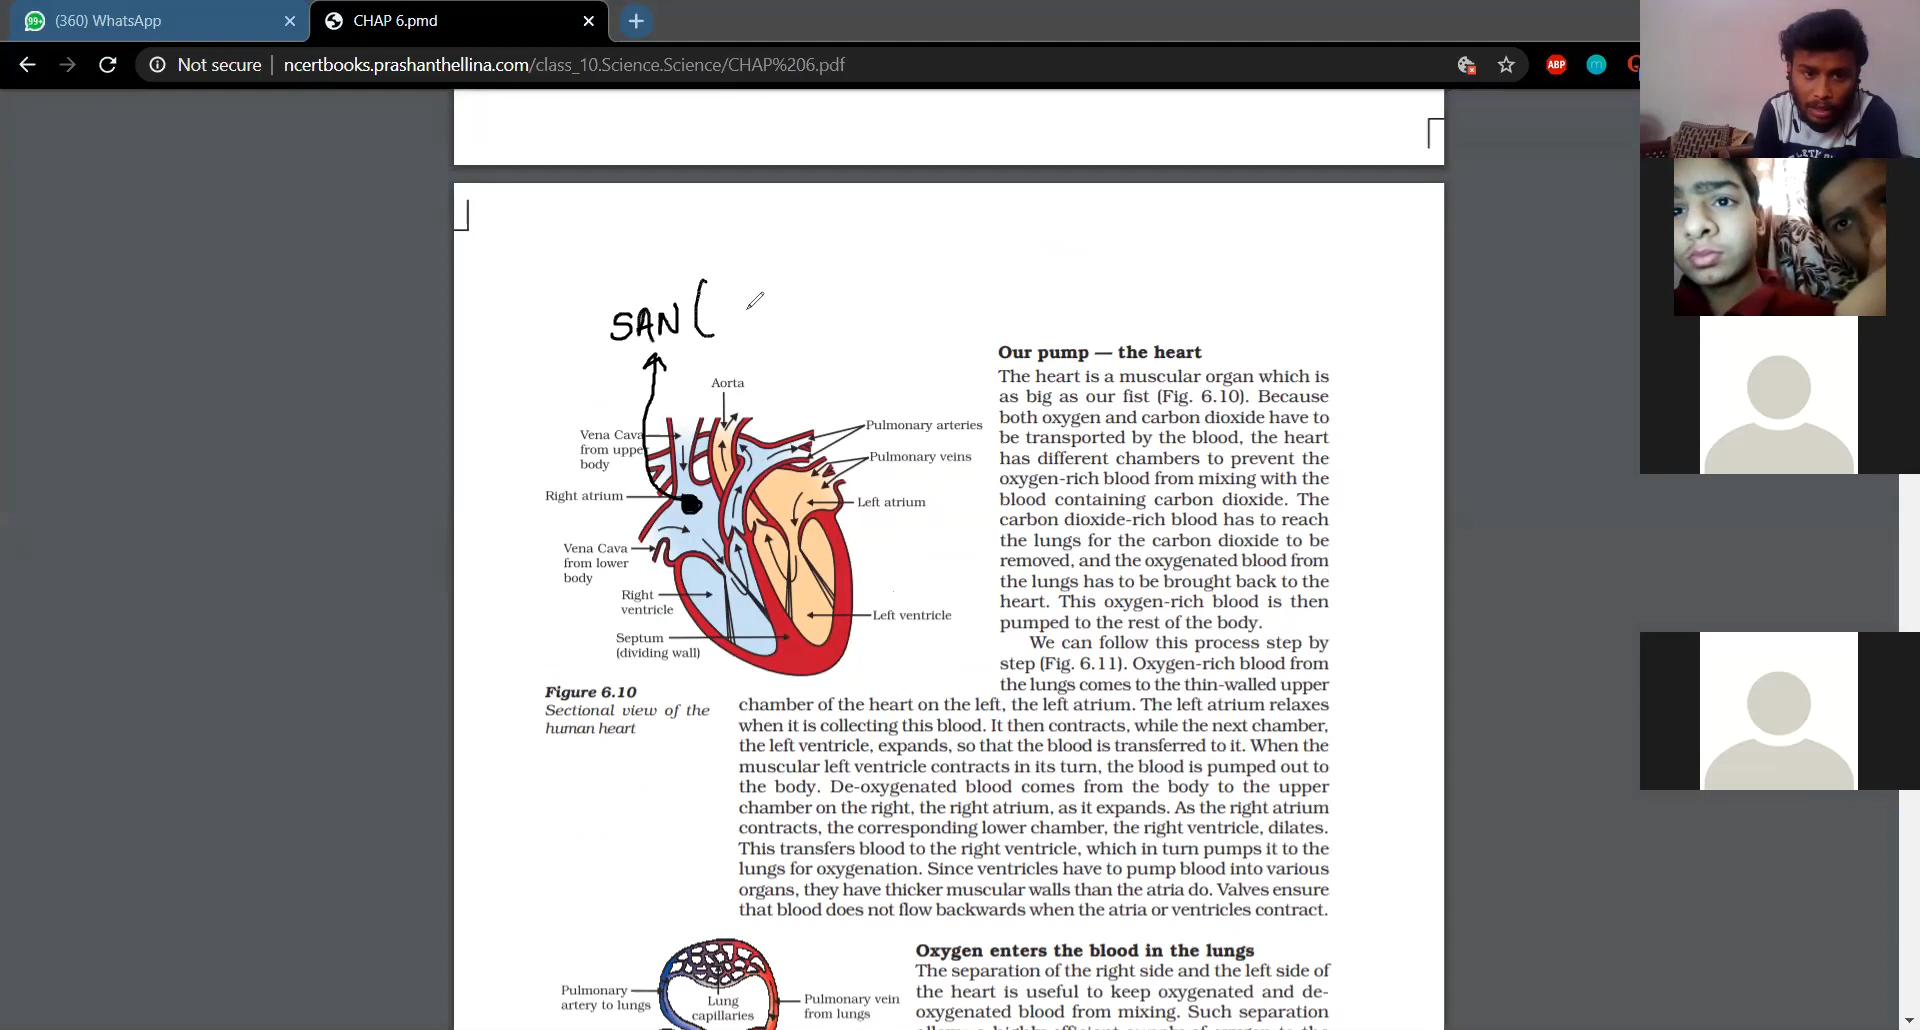 (360) WhatsApp
CHAP 6.pmd
Not secure | ncertbooks.prashanthellina.com/class_10.Science.Science/CHAP%206.pdf
ABP
99+
m
SAN (
Aorta
Vena Cava
from upper
body
Pulmonary arteries
Pulmonary veins
Right atrium
Left atrium
Vena Cava
from lower
body
Right
ventricle
Left ventricle
Septum
(dividing wall)
Figure 6.10
Sectional view of the
human heart
Our pump — the heart
The heart is a muscular organ which is
as big as our fist (Fig. 6.10). Because
both oxygen and carbon dioxide have to
be transported by the blood, the heart
has different chambers to prevent the
oxygen-rich blood from mixing with the
blood containing carbon dioxide. The
carbon dioxide-rich blood has to reach
the lungs for the carbon dioxide to be
removed, and the oxygenated blood from
the lungs has to be brought back to the
heart. This oxygen-rich blood is then
pumped to the rest of the body.
We can follow this process step by
step (Fig. 6.11). Oxygen-rich blood from
the lungs comes to the thin-walled upper
chamber of the heart on the left, the left atrium. The left atrium relaxes
when it is collecting this blood. It then contracts, while the next chamber,
the left ventricle, expands, so that the blood is transferred to it. When the
muscular left ventricle contracts in its turn, the blood is pumped out to
the body. De-oxygenated blood comes from the body to the upper
chamber on the right, the right atrium, as it expands. As the right atrium
contracts, the corresponding lower chamber, the right ventricle, dilates.
This transfers blood to the right ventricle, which in turn pumps it to the
lungs for oxygenation. Since ventricles have to pump blood into various
organs, they have thicker muscular walls than the atria do. Valves ensure
that blood does not flow backwards when the atria or ventricles contract.
Pulmonary
artery to lungs
Lung
capillaries
Pulmonary vein
from lungs
Oxygen enters the blood in the lungs
The separation of the right side and the left side of
the heart is useful to keep oxygenated and de-
oxygenated blood from mixing. Such separation